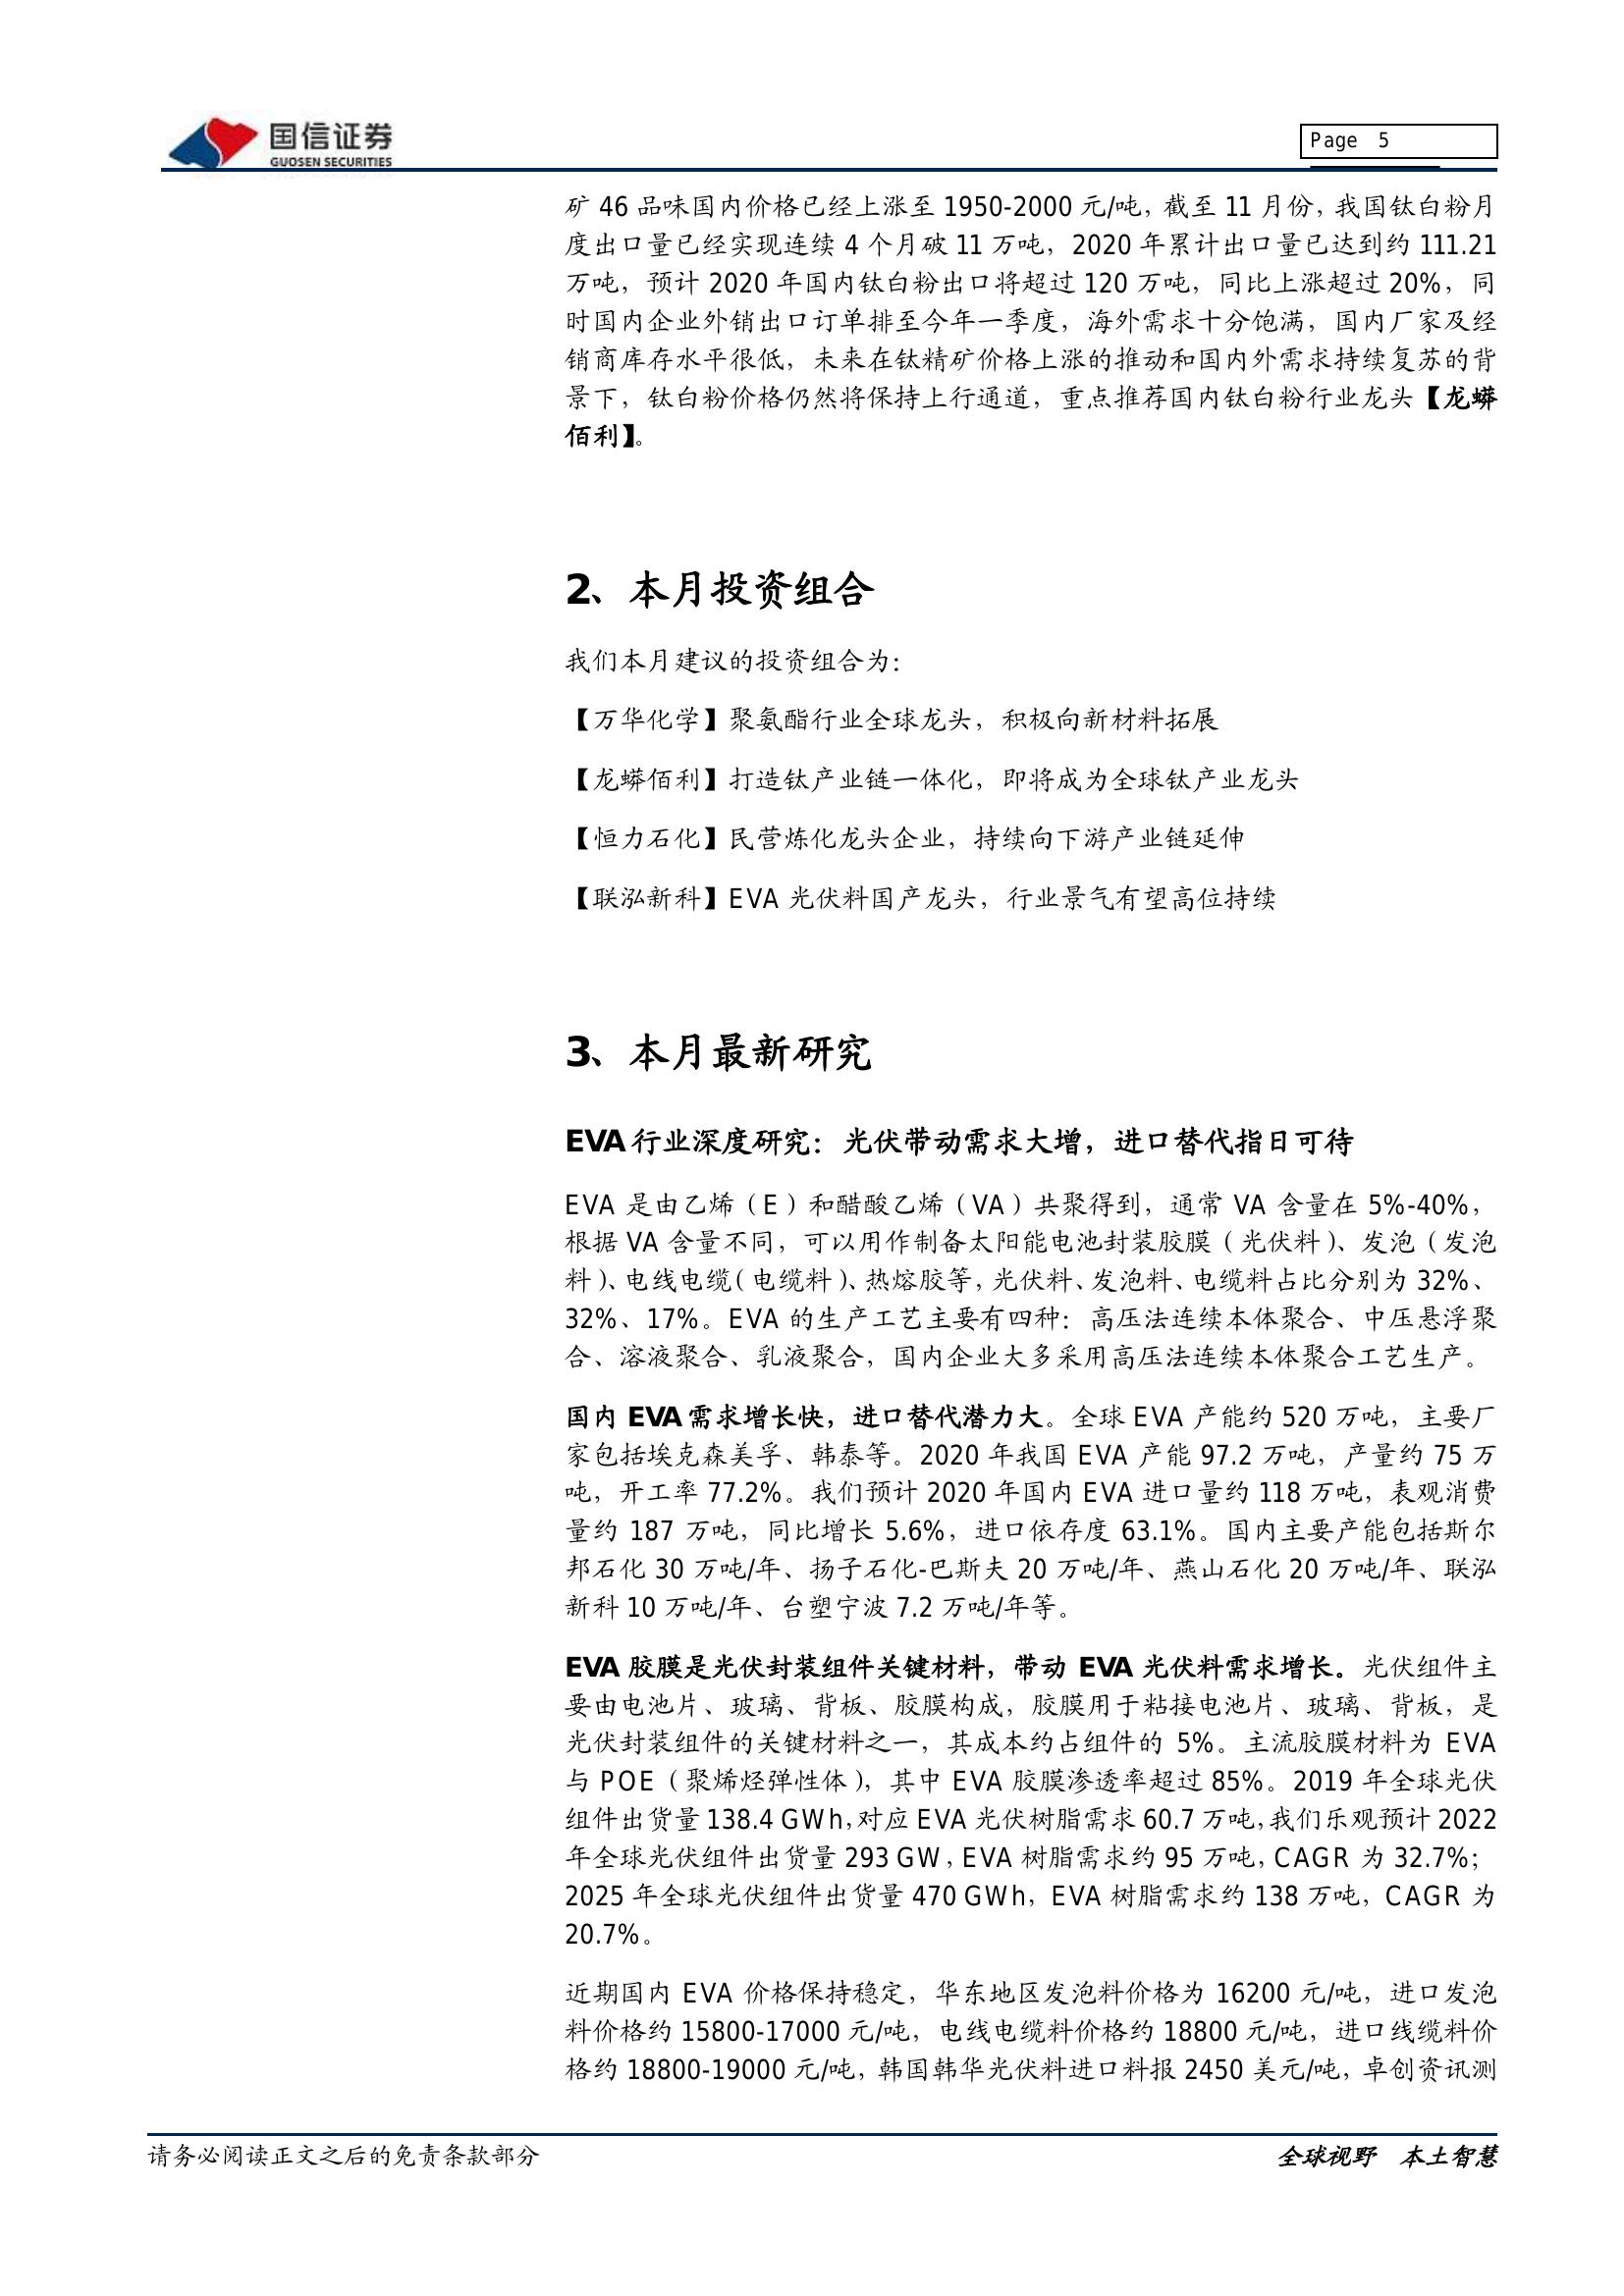 国信证券
GUOSEN SECURITIES
Page 5
矿 46 品味国内价格已经上涨至 1950-2000 元/吨，截至 11 月份，我国钛白粉月
度出口量已经实现连续 4 个月破 11 万吨，2020 年累计出口量已达到约 111.21
万吨，预计 2020 年国内钛白粉出口将超过 120 万吨，同比上涨超过 20%，同
时国内企业外销出口订单排至今年一季度，海外需求十分饱满，国内厂家及经
销商库存水平很低，未来在钛精矿价格上涨的推动和国内外需求持续复苏的背
景下，钛白粉价格仍然将保持上行通道，重点推荐国内钛白粉行业龙头【龙蟒
佰利】。
2、本月投资组合
我们本月建议的投资组合为：
【万华化学】聚氨酯行业全球龙头，积极向新材料拓展
【龙蟒佰利】打造钛产业链一体化，即将成为全球钛产业龙头
【恒力石化】民营炼化龙头企业，持续向下游产业链延伸
【联泓新科】EVA 光伏料国产龙头，行业景气有望高位持续
3、本月最新研究
EVA 行业深度研究：光伏带动需求大增，进口替代指日可待
EVA 是由乙烯（E）和醋酸乙烯（VA）共聚得到，通常 VA 含量在 5%-40%，
根据 VA 含量不同，可以用作制备太阳能电池封装胶膜（光伏料）、发泡（发泡
料）、电线电缆（电缆料）、热熔胶等，光伏料、发泡料、电缆料占比分别为 32%、
32%、17%。EVA 的生产工艺主要有四种：高压法连续本体聚合、中压悬浮聚
合、溶液聚合、乳液聚合，国内企业大多采用高压法连续本体聚合工艺生产。
国内 EVA 需求增长快，进口替代潜力大。全球 EVA 产能约 520 万吨，主要厂
家包括埃克森美孚、韩泰等。2020 年我国 EVA 产能 97.2 万吨，产量约 75 万
吨，开工率 77.2%。我们预计 2020 年国内 EVA 进口量约 118 万吨，表观消费
量约 187 万吨，同比增长 5.6%，进口依存度 63.1%。国内主要产能包括斯尔
邦石化 30 万吨/年、扬子石化-巴斯夫 20 万吨/年、燕山石化 20 万吨/年、联泓
新科 10 万吨/年、台塑宁波 7.2 万吨/年等。
EVA 胶膜是光伏封装组件关键材料，带动 EVA 光伏料需求增长。光伏组件主
要由电池片、玻璃、背板、胶膜构成，胶膜用于粘接电池片、玻璃、背板，是
光伏封装组件的关键材料之一，其成本约占组件的 5%。主流胶膜材料为 EVA
与 POE（聚烯烃弹性体），其中 EVA 胶膜渗透率超过 85%。2019 年全球光伏
组件出货量 138.4 GWh，对应 EVA 光伏树脂需求 60.7 万吨，我们乐观预计 2022
年全球光伏组件出货量 293 GW，EVA 树脂需求约 95 万吨，CAGR 为 32.7%；
2025 年全球光伏组件出货量 470 GWh，EVA 树脂需求约 138 万吨，CAGR 为
20.7%。
近期国内 EVA 价格保持稳定，华东地区发泡料价格为 16200 元/吨，进口发泡
料价格约 15800-17000 元/吨，电线电缆料价格约 18800 元/吨，进口线缆料价
格约 18800-19000 元/吨，韩国韩华光伏料进口料报 2450 美元/吨，卓创资讯测
请务必阅读正文之后的免责条款部分
全球视野 本土智慧